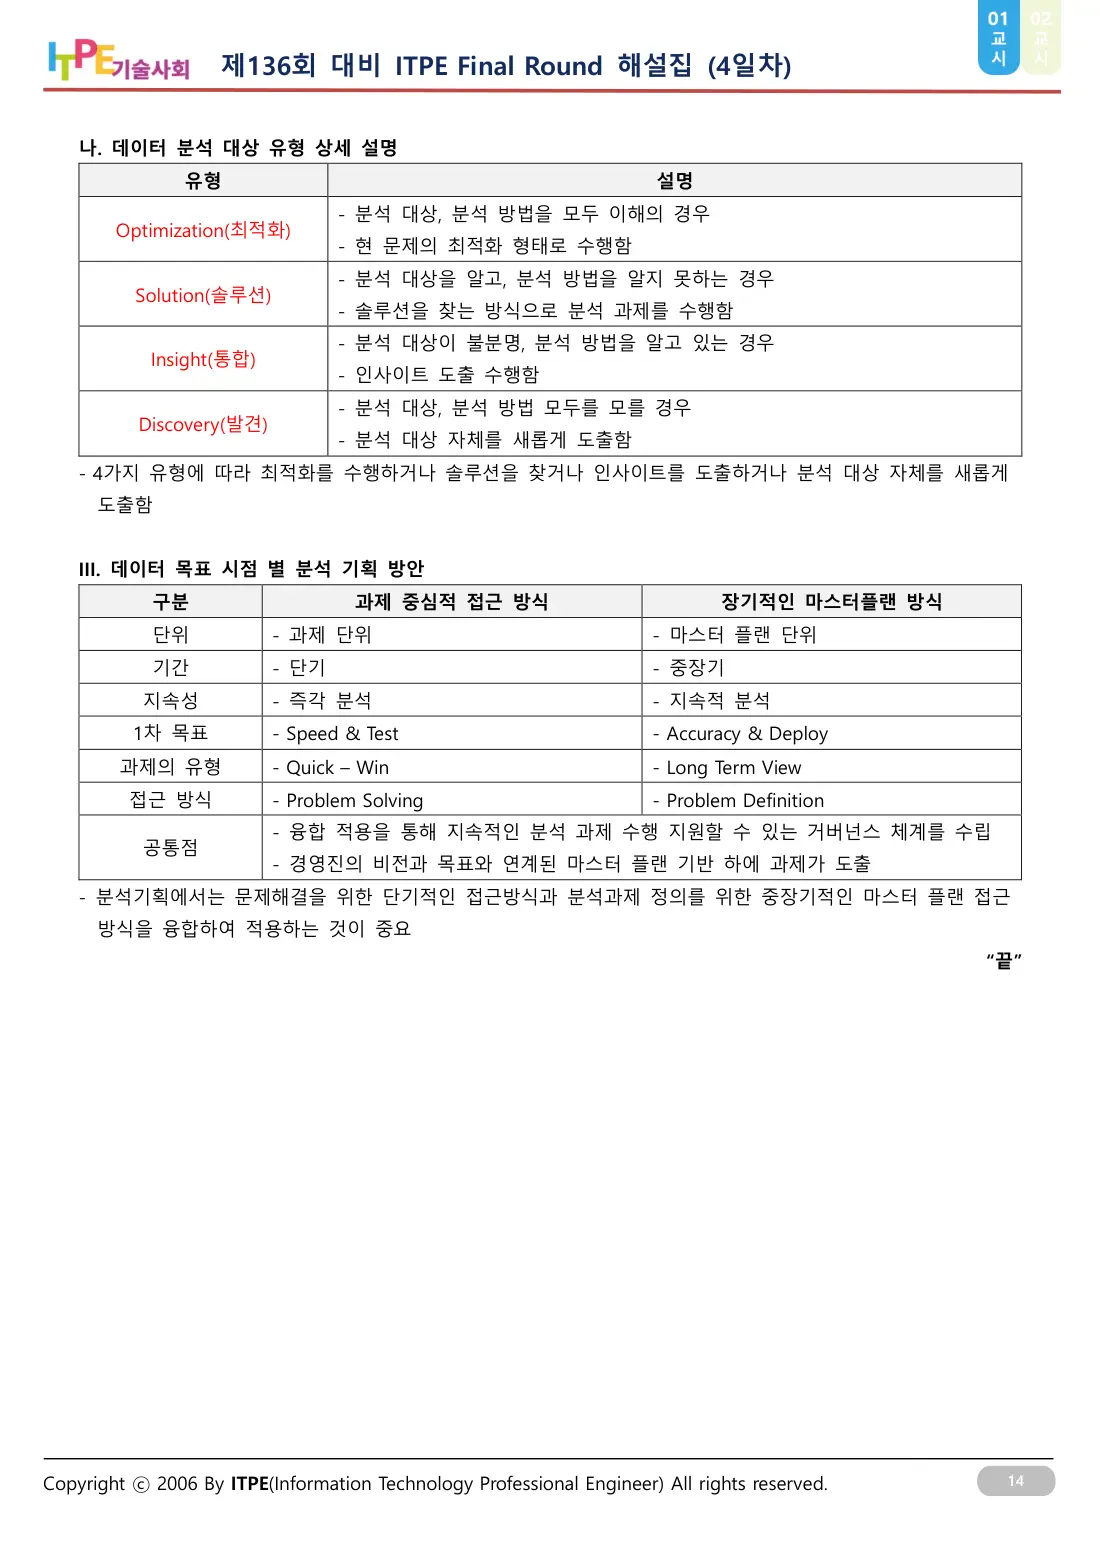 ITPE기술사회 제136회 대비 ITPE Final Round 해설집 (4일차)
01
교
시
02
교
시
나. 데이터 분석 대상 유형 상세 설명
유형 설명
Optimization(최적화)
- 분석 대상, 분석 방법을 모두 이해의 경우
- 현 문제의 최적화 형태로 수행함
Solution(솔루션)
- 분석 대상을 알고, 분석 방법을 알지 못하는 경우
- 솔루션을 찾는 방식으로 분석 과제를 수행함
Insight(통합)
- 분석 대상이 불분명, 분석 방법을 알고 있는 경우
- 인사이트 도출 수행함
Discovery(발견)
- 분석 대상, 분석 방법 모두를 모를 경우
- 분석 대상 자체를 새롭게 도출함
- 4가지 유형에 따라 최적화를 수행하거나 솔루션을 찾거나 인사이트를 도출하거나 분석 대상 자체를 새롭게
도출함
III. 데이터 목표 시점 별 분석 기획 방안
구분 과제 중심적 접근 방식 장기적인 마스터플랜 방식
단위 - 과제 단위 - 마스터 플랜 단위
기간 - 단기 - 중장기
지속성 - 즉각 분석 - 지속적 분석
1차 목표 - Speed & Test - Accuracy & Deploy
과제의 유형 - Quick – Win - Long Term View
접근 방식 - Problem Solving - Problem Definition
공통점
- 융합 적용을 통해 지속적인 분석 과제 수행 지원할 수 있는 거버넌스 체계를 수립
- 경영진의 비전과 목표와 연계된 마스터 플랜 기반 하에 과제가 도출
- 분석기획에서는 문제해결을 위한 단기적인 접근방식과 분석과제 정의를 위한 중장기적인 마스터 플랜 접근
방식을 융합하여 적용하는 것이 중요
“끝”
Copyright ⓒ 2006 By ITPE(Information Technology Professional Engineer) All rights reserved.
14